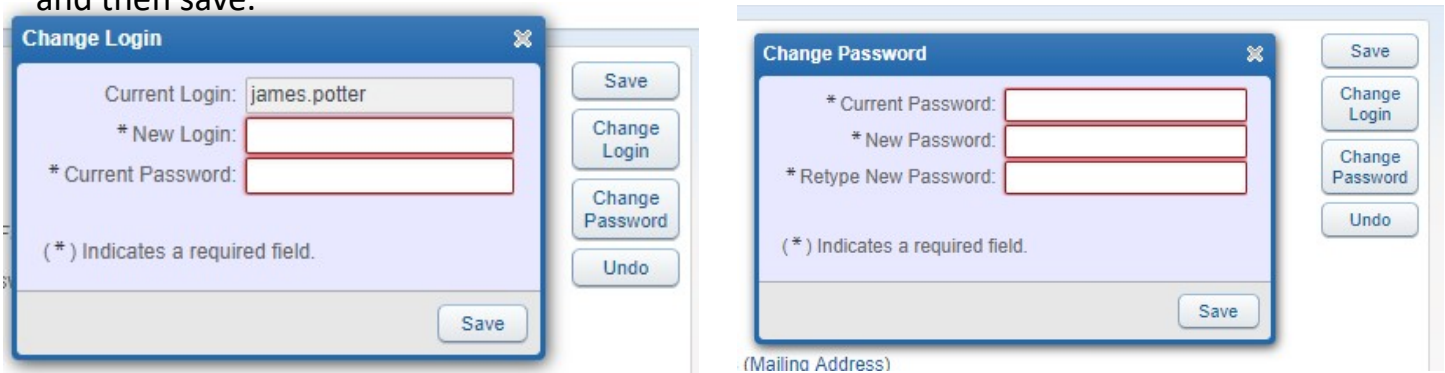 and then save.
Change Login
Current Login: james.potter
* New Login:
* Current Password:
(*) Indicates a required field.
Save
Save
Change
Login
Change
Password
Undo
Change Password
* Current Password:
* New Password:
* Retype New Password:
(*) Indicates a required field.
Save
Save
Change
Login
Change
Password
Undo
(Mailing Address)